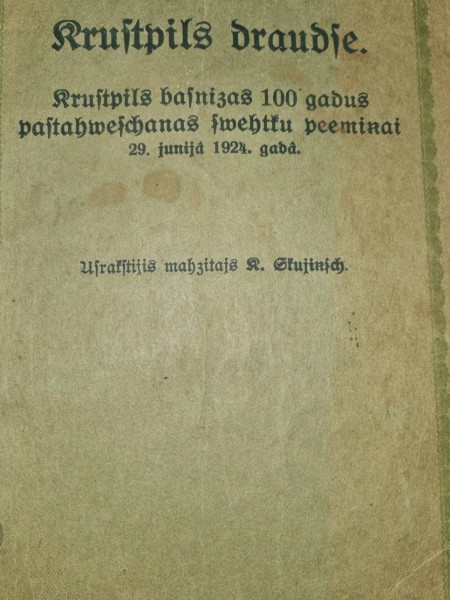 Kruſtpils draudſe.
Kruſtpils baſnizas 100 gadus
paſtahweſchanas ſwehtku peeminai
29. junijâ 1924. gadâ.
Uſrakſtijis mahzitajs K. Skujinſch.